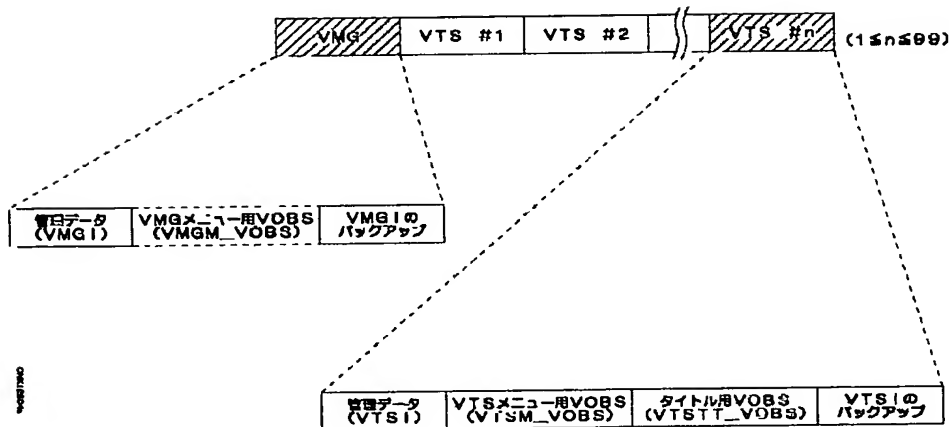 VMG VTS #1 VTS #2 VTS #n (1≦n≦99)
管理データ VMGメニュー用VOBS VMGIの
(VMGI) (VMGM_VOBS) バックアップ
管理データ VTSメニュー用VOBS タイトル用VOBS VTSIの
(VTSI) (VTSM_VOBS) (VTSTT_VOBS) バックアップ